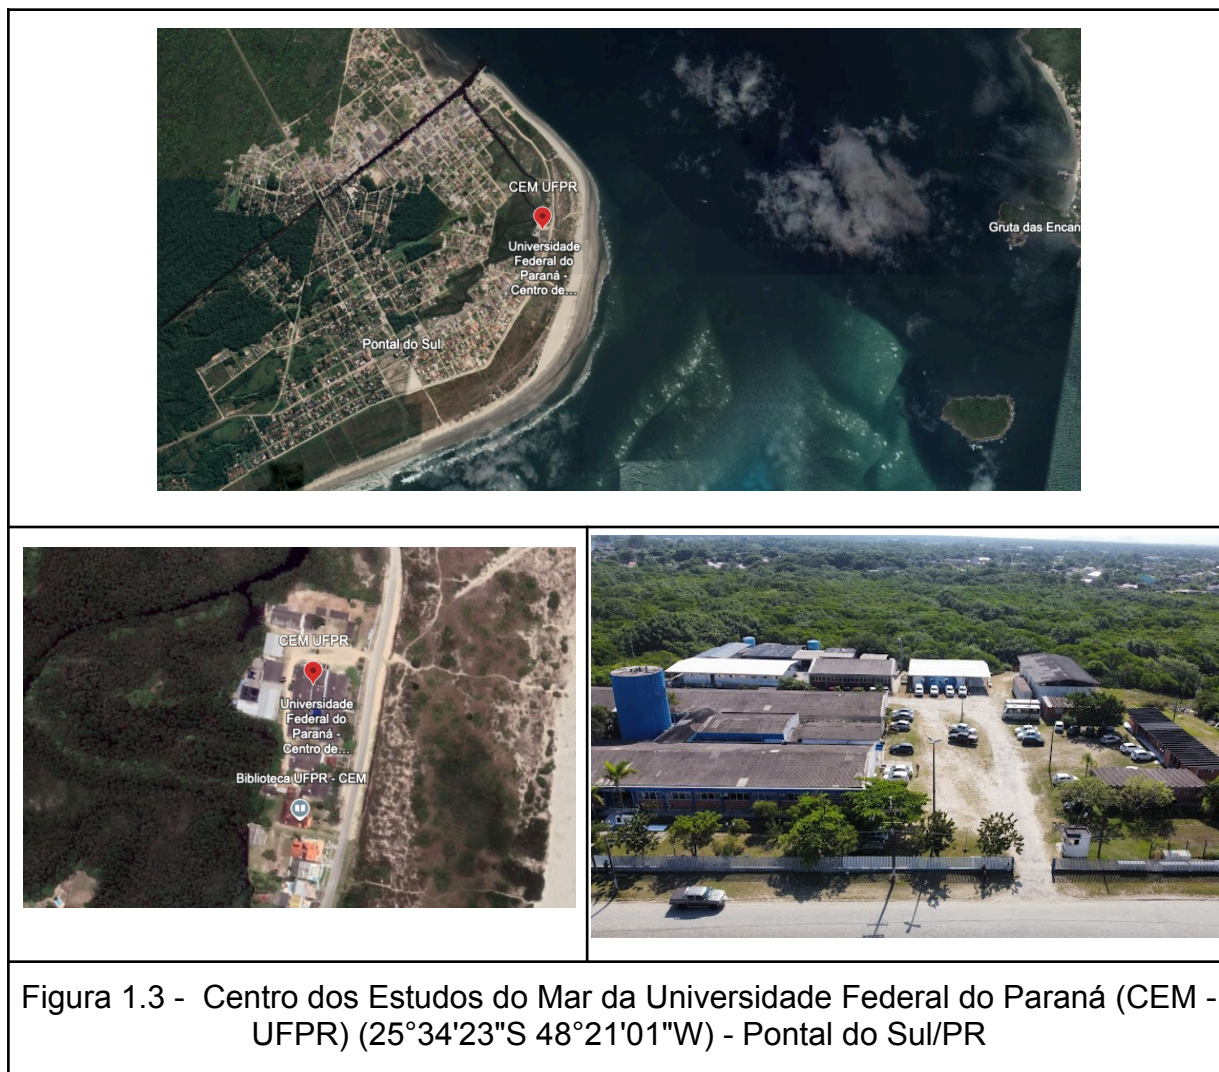 © 2024 Google
CEM UFPR
Gruta das Encan
Universidade
Federal do
Paraná -
Centro de...
Pontal do Sul
CEM UFPR
Universidade
Federal do
Paraná -
Centro de...
Biblioteca UFPR - CEM
Figura 1.3 - Centro dos Estudos do Mar da Universidade Federal do Paraná (CEM -
UFPR) (25°34'23"S 48°21'01"W) - Pontal do Sul/PR